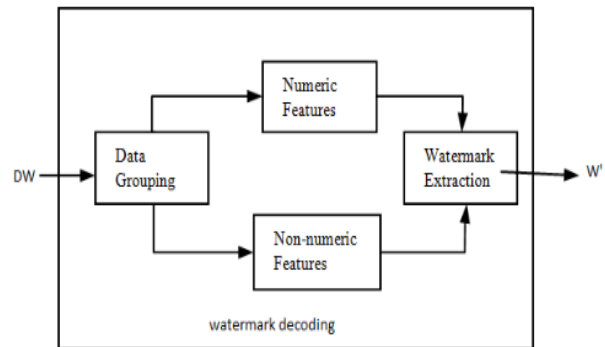 Numeric
Features
DW
Data
Grouping
Watermark
Extraction
W'
Non-numeric
Features
watermark decoding